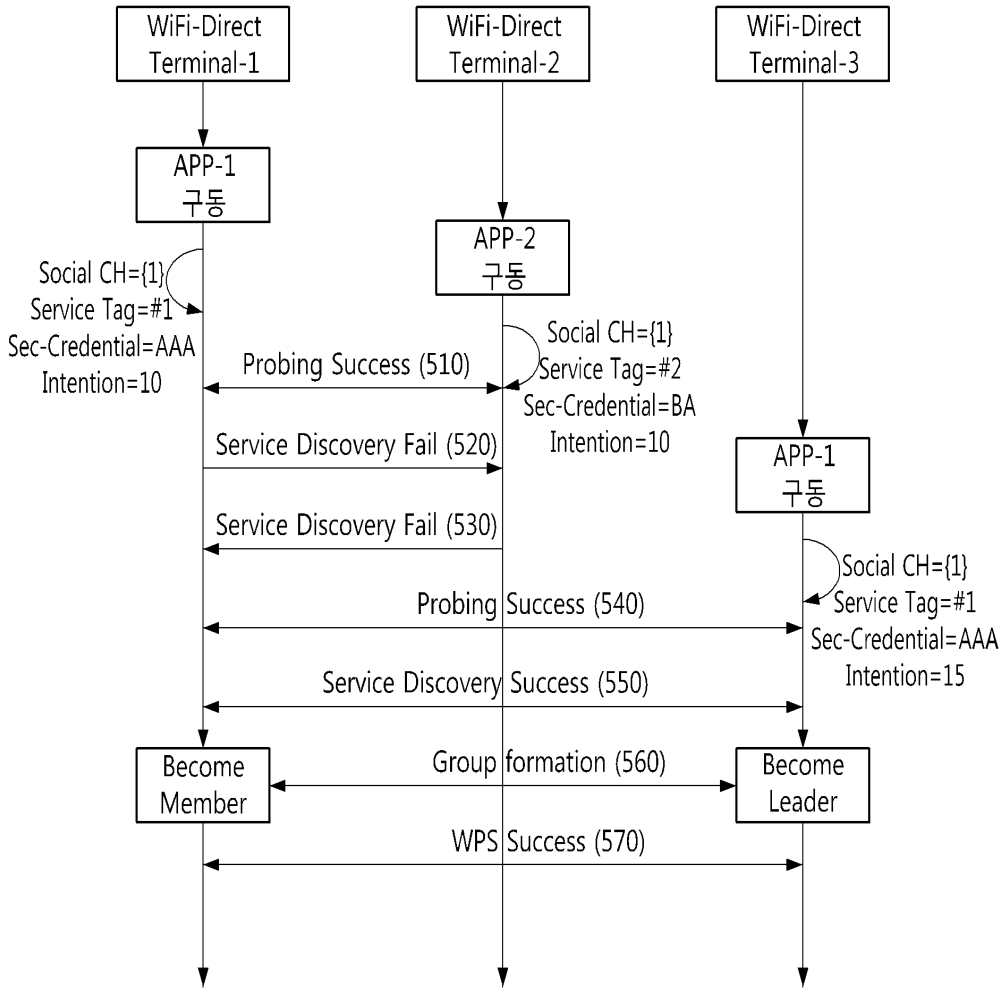 WiFi-Direct
Terminal-1
WiFi-Direct
Terminal-2
WiFi-Direct
Terminal-3
APP-1
구동
APP-2
구동
Social CH={1}
Service Tag=#1
Sec-Credential=AAA
Intention=10
Social CH={1}
Service Tag=#2
Sec-Credential=BA
Intention=10
Probing Success (510)
Service Discovery Fail (520)
APP-1
구동
Service Discovery Fail (530)
Social CH={1}
Service Tag=#1
Sec-Credential=AAA
Intention=15
Probing Success (540)
Service Discovery Success (550)
Become
Member
Group formation (560)
Become
Leader
WPS Success (570)